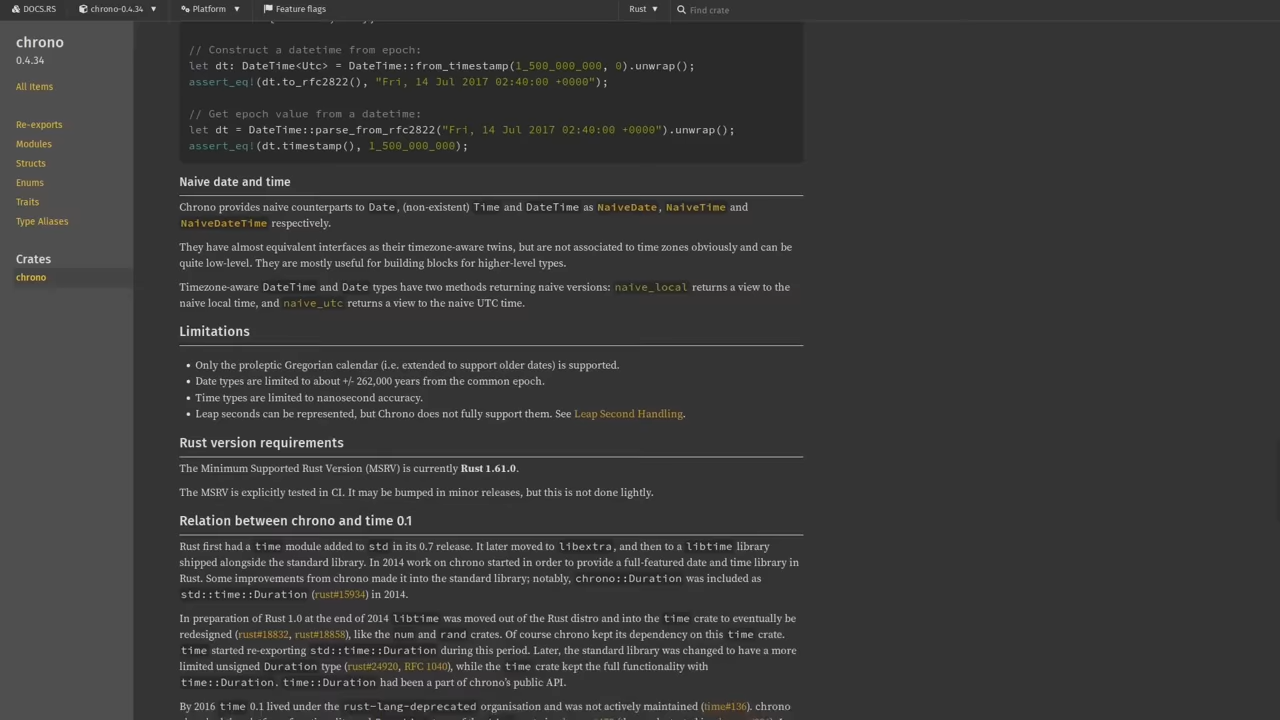 DOCS.RS
chrono-0.4.34
Platform
Feature flags
Rust
Find crate
chrono
0.4.34
All Items
Re-exports
Modules
Structs
Enums
Traits
Type Aliases
Crates
chrono
// Construct a datetime from epoch:
let dt: DateTime<Utc> = DateTime::from_timestamp(1_500_000_000, 0).unwrap();
assert_eq!(dt.to_rfc2822(), "Fri, 14 Jul 2017 02:40:00 +0000");
// Get epoch value from a datetime:
let dt = DateTime::parse_from_rfc2822("Fri, 14 Jul 2017 02:40:00 +0000").unwrap();
assert_eq!(dt.timestamp(), 1_500_000_000);
Naive date and time
Chrono provides naive counterparts to Date, (non-existent) Time and DateTime as NaiveDate, NaiveTime and
NaiveDateTime respectively.
They have almost equivalent interfaces as their timezone-aware twins, but are not associated to time zones obviously and can be
quite low-level. They are mostly useful for building blocks for higher-level types.
Timezone-aware DateTime and Date types have two methods returning naive versions: naive_local returns a view to the
naive local time, and naive_utc returns a view to the naive UTC time.
Limitations
• Only the proleptic Gregorian calendar (i.e. extended to support older dates) is supported.
• Date types are limited to about +/- 262,000 years from the common epoch.
• Time types are limited to nanosecond accuracy.
• Leap seconds can be represented, but Chrono does not fully support them. See Leap Second Handling.
Rust version requirements
The Minimum Supported Rust Version (MSRV) is currently Rust 1.61.0.
The MSRV is explicitly tested in CI. It may be bumped in minor releases, but this is not done lightly.
Relation between chrono and time 0.1
Rust first had a time module added to std in its 0.7 release. It later moved to libextra, and then to a libtime library
shipped alongside the standard library. In 2014 work on chrono started in order to provide a full-featured date and time library in
Rust. Some improvements from chrono made it into the standard library; notably, chrono::Duration was included as
std::time::Duration (rust#15934) in 2014.
In preparation of Rust 1.0 at the end of 2014 libtime was moved out of the Rust distro and into the time crate to eventually be
redesigned (rust#18832, rust#18858), like the num and rand crates. Of course chrono kept its dependency on this time crate.
time started re-exporting std::time::Duration during this period. Later, the standard library was changed to have a more
limited unsigned Duration type (rust#24920, RFC 1040), while the time crate kept the full functionality with
time::Duration. time::Duration had been a part of chrono's public API.
By 2016 time 0.1 lived under the rust-lang-deprecated organisation and was not actively maintained (time#136). chrono